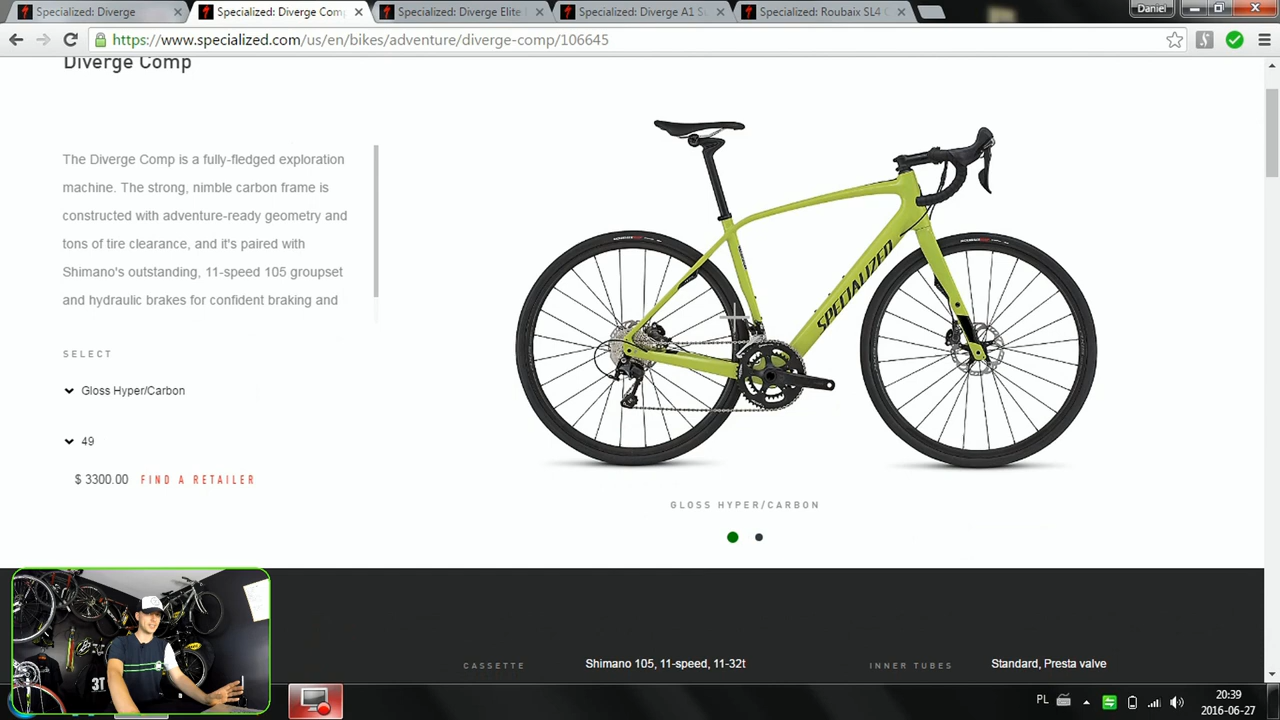 Specialized: Diverge
Specialized: Diverge Comp
Specialized: Diverge Elite
Specialized: Diverge A1 S
Specialized: Roubaix SL4
Daniel
https://www.specialized.com/us/en/bikes/adventure/diverge-comp/106645
Diverge Comp
The Diverge Comp is a fully-fledged exploration
machine. The strong, nimble carbon frame is
constructed with adventure-ready geometry and
tons of tire clearance, and it's paired with
Shimano's outstanding, 11-speed 105 groupset
and hydraulic brakes for confident braking and
SELECT
Gloss Hyper/Carbon
49
$ 3300.00 FIND A RETAILER
SPECIALIZED
GLOSS HYPER/CARBON
CASSETTE Shimano 105, 11-speed, 11-32t INNER TUBES Standard, Presta valve
3T
PL
20:39
2016-06-27